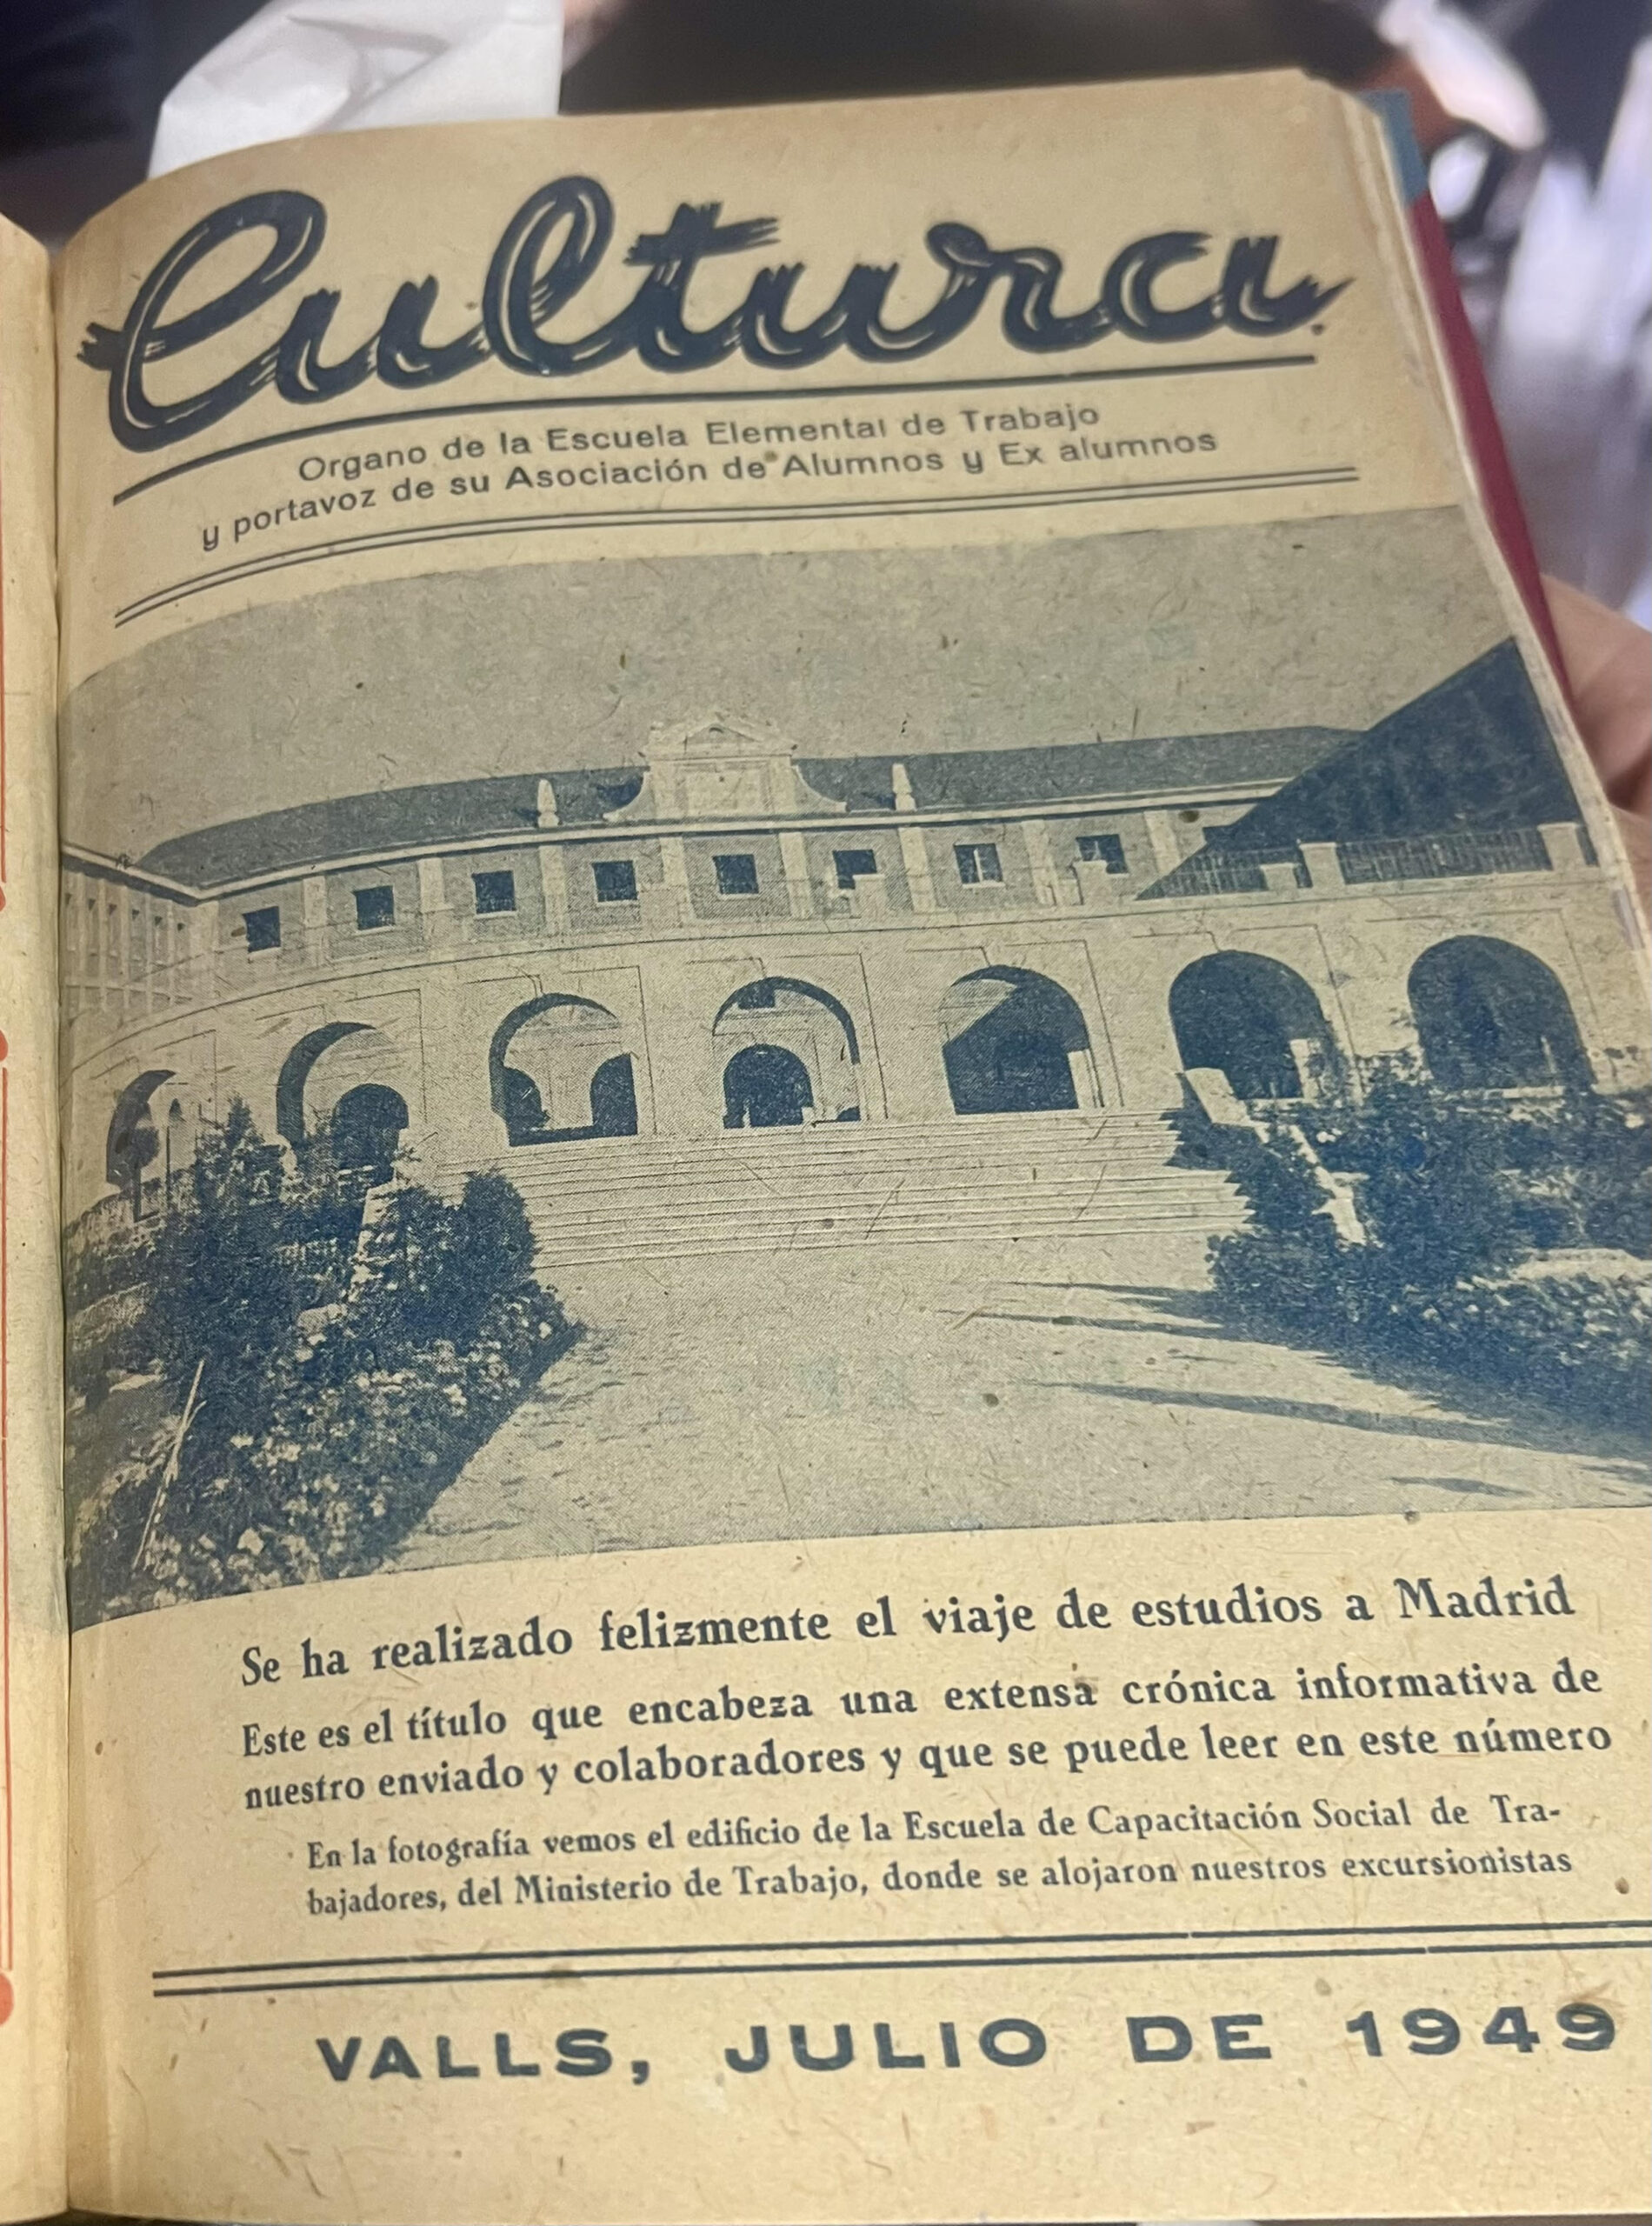 Cultura
Organo de la Escuela Elemental de Trabajo
y portavoz de su Asociación de Alumnos y Ex alumnos
Se ha realizado felizmente el viaje de estudios a Madrid
Este es el título que encabeza una extensa crónica informativa de
nuestro enviado y colaboradores y que se puede leer en este número
En la fotografía vemos el edificio de la Escuela de Capacitación Social de Tra-
bajadores, del Ministerio de Trabajo, donde se alojaron nuestros excursionistas
VALLS, JULIO DE 1949